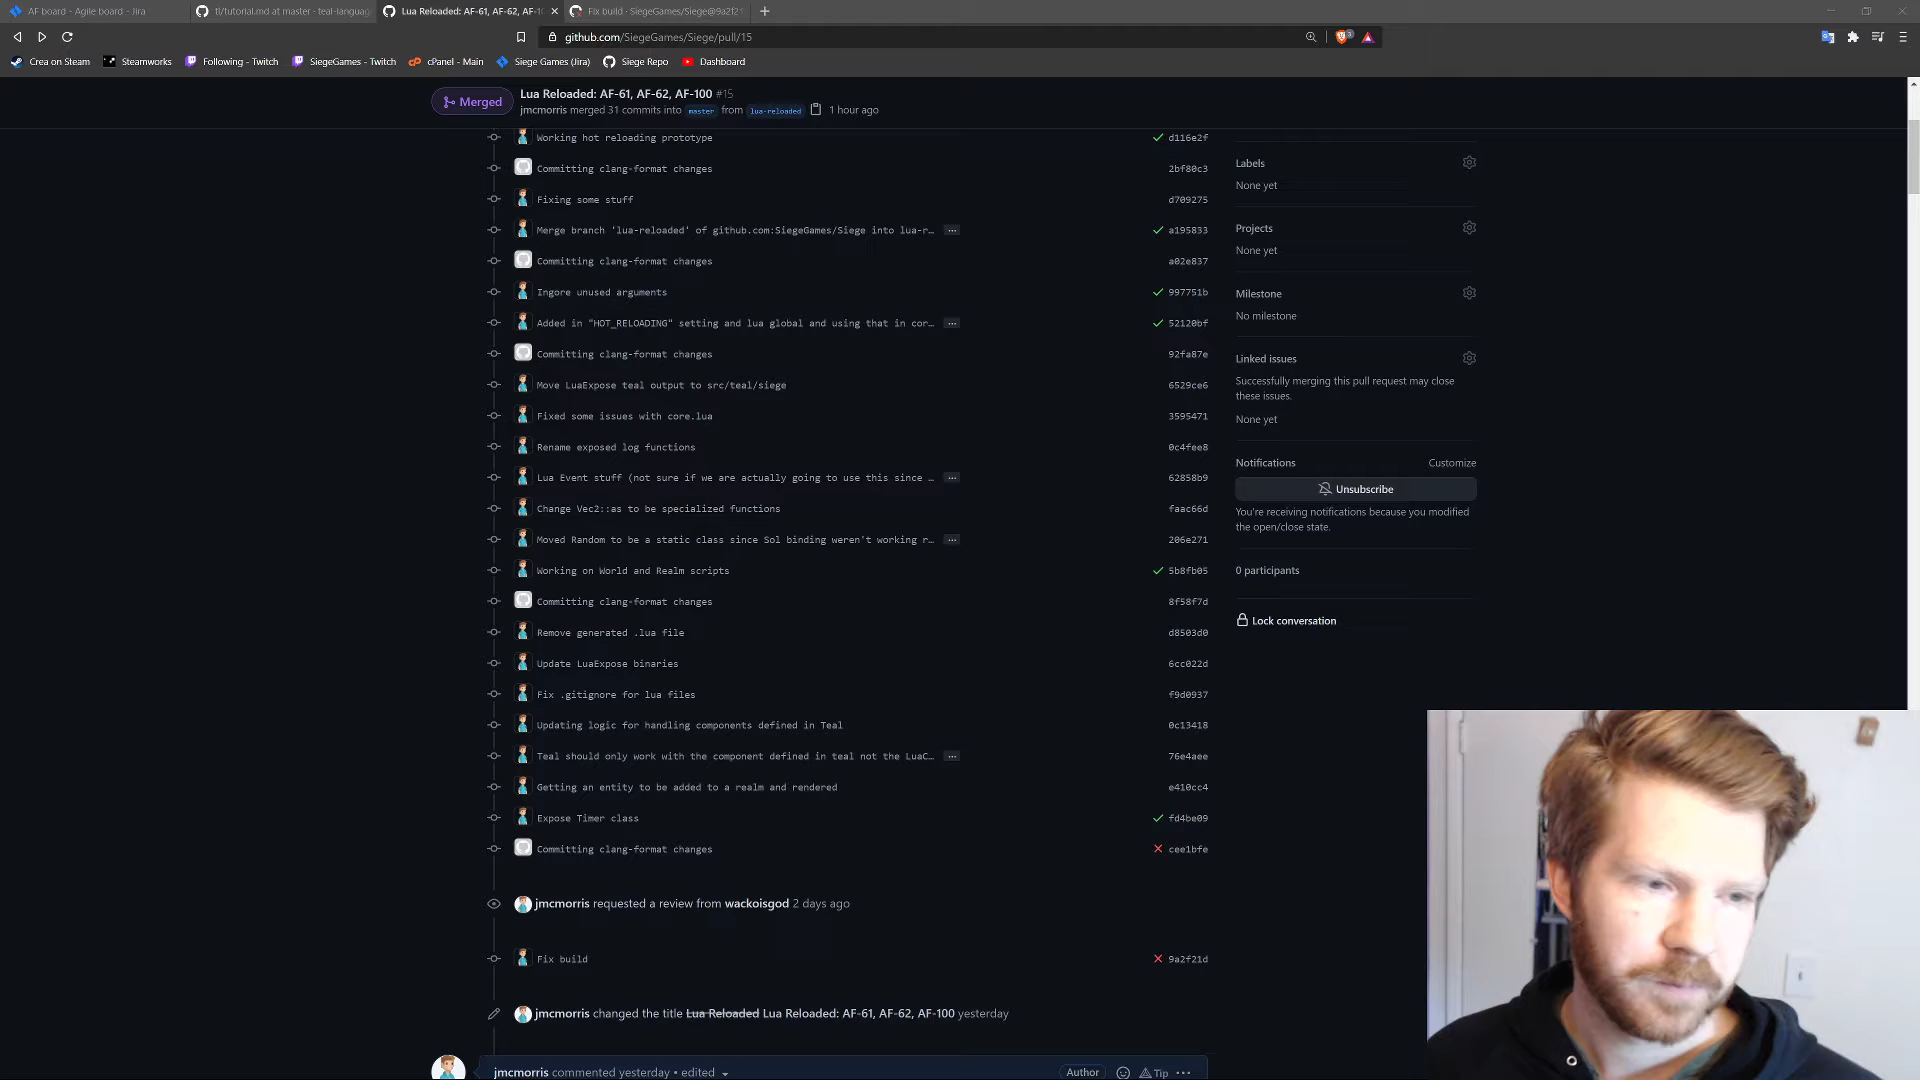 AF board - Agile board - Jira
tl/tutorial.md at master · teal-langua
Lua Reloaded: AF-61, AF-62, AF-10
Fix build · SiegeGames/Siege@9a2f21
github.com/SiegeGames/Siege/pull/15
Crea on Steam
Steamworks
Following - Twitch
SiegeGames - Twitch
cPanel - Main
Siege Games (Jira)
Siege Repo
Dashboard
Merged
Lua Reloaded: AF-61, AF-62, AF-100 #15
jmcmorris merged 31 commits into master from lua-reloaded 1 hour ago
Working hot reloading prototype d116e2f
Committing clang-format changes 2bf80c3
Fixing some stuff d709275
Merge branch 'lua-reloaded' of github.com:SiegeGames/Siege into lua-r… … a195833
Committing clang-format changes a02e837
Ingore unused arguments 997751b
Added in "HOT_RELOADING" setting and lua global and using that in cor… … 52120bf
Committing clang-format changes 92fa87e
Move LuaExpose teal output to src/teal/siege 6529ce6
Fixed some issues with core.lua 3595471
Rename exposed log functions 0c4fee8
Lua Event stuff (not sure if we are actually going to use this since … … 62858b9
Change Vec2::as to be specialized functions faac66d
Moved Random to be a static class since Sol binding weren't working r… … 206e271
Working on World and Realm scripts 5b8fb05
Committing clang-format changes 8f58f7d
Remove generated .lua file d8503d0
Update LuaExpose binaries 6cc022d
Fix .gitignore for lua files f9d0937
Updating logic for handling components defined in Teal 0c13418
Teal should only work with the component defined in teal not the LuaC… … 76e4aee
Getting an entity to be added to a realm and rendered e410cc4
Expose Timer class fd4be09
Committing clang-format changes cee1bfe
jmcmorris requested a review from wackoisgod 2 days ago
Fix build 9a2f21d
jmcmorris changed the title Lua Reloaded Lua Reloaded: AF-61, AF-62, AF-100 yesterday
jmcmorris commented yesterday • edited
Author
Tip
Labels
None yet
Projects
None yet
Milestone
No milestone
Linked issues
Successfully merging this pull request may close
these issues.
None yet
Notifications Customize
Unsubscribe
You're receiving notifications because you modified
the open/close state.
0 participants
Lock conversation